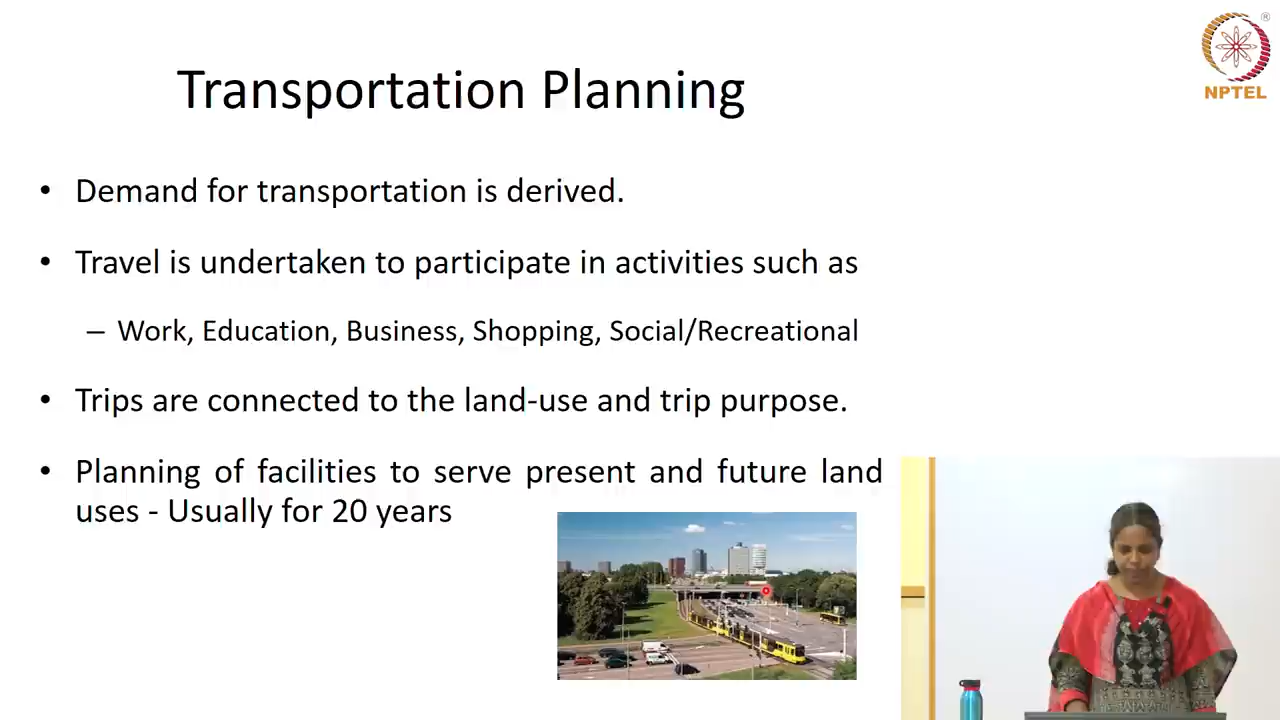 Transportation Planning
® 
NPTEL
• Demand for transportation is derived.
• Travel is undertaken to participate in activities such as
– Work, Education, Business, Shopping, Social/Recreational
• Trips are connected to the land-use and trip purpose.
• Planning of facilities to serve present and future land
uses - Usually for 20 years